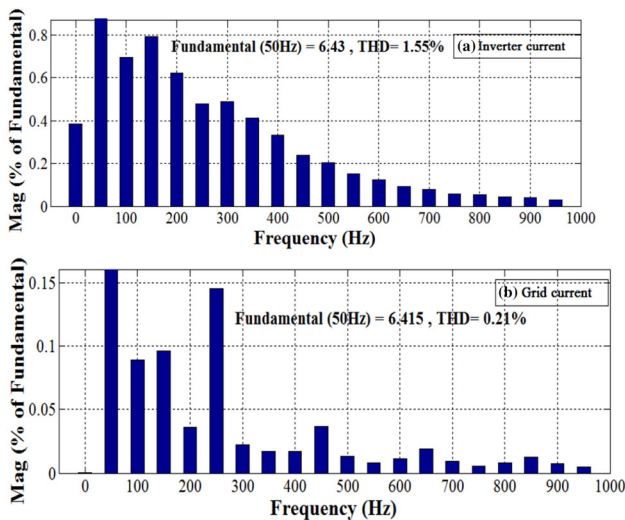 0.8
0.6
0.4
0.2
0
Mag (% of Fundamental)
Fundamental (50Hz) = 6.43 , THD= 1.55%
(a) Inverter current
0 100 200 300 400 500 600 700 800 900 1000
Frequency (Hz)
0.15
0.1
0.05
0
Mag (% of Fundamental)
(b) Grid current
Fundamental (50Hz) = 6.415 , THD= 0.21%
0 100 200 300 400 500 600 700 800 900 1000
Frequency (Hz)